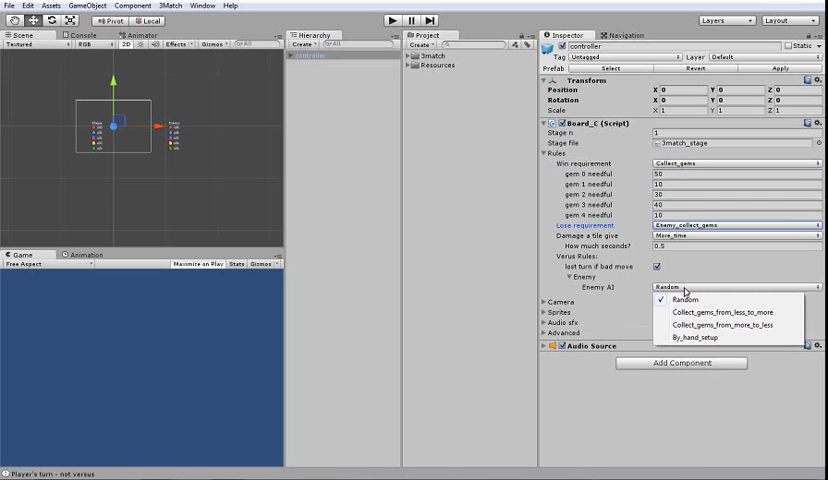 File Edit Assets GameObject Component 3Match Window Help
Pivot Local Layers Layout
Scene Console Animator
Textured RGB 2D Effects Gizmos All
Hierarchy
Create All
controller
Project
Create
3match
Resources
Inspector Navigation
controller Static
Tag Untagged Layer Default
Prefab Select Revert Apply
Transform
Position X 0 Y 0 Z 0
Rotation X 0 Y 0 Z 0
Scale X 1 Y 1 Z 1
Board_C (Script)
Stage n 1
Stage file 3match_stage
Rules
Win requirement Collect_gems
gem 0 needful 50
gem 1 needful 10
gem 2 needful 30
gem 3 needful 40
gem 4 needful 10
Lose requirement Enemy_collect_gems
Damage a tile give More_time
How much seconds? 0.5
Verus Rules:
lost turn if bad move
Enemy
Enemy AI Random
Random
Collect_gems_from_less_to_more
Collect_gems_from_more_to_less
By_hand_setup
Camera
Sprites
Audio sfx
Advanced
Audio Source
Add Component
Game Animation
Free Aspect Maximize on Play Stats Gizmos
Player's turn - not versus